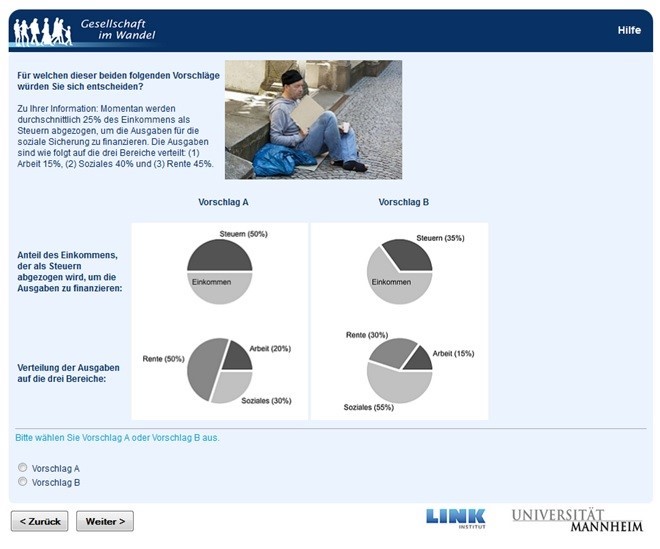 Gesellschaft
im Wandel
Hilfe
Für welchen dieser beiden folgenden Vorschläge
würden Sie sich entscheiden?
Zu Ihrer Information: Momentan werden
durchschnittlich 25% des Einkommens als
Steuern abgezogen, um die Ausgaben für die
soziale Sicherung zu finanzieren. Die Ausgaben
sind wie folgt auf die drei Bereiche verteilt: (1)
Arbeit 15%, (2) Soziales 40% und (3) Rente 45%.
Vorschlag A
Vorschlag B
Anteil des Einkommens,
der als Steuern
abgezogen wird, um die
Ausgaben zu finanzieren:
Steuern (50%)
Einkommen
Steuern (35%)
Einkommen
Verteilung der Ausgaben
auf die drei Bereiche:
Rente (50%)
Arbeit (20%)
Soziales (30%)
Rente (30%)
Arbeit (15%)
Soziales (55%)
Bitte wählen Sie Vorschlag A oder Vorschlag B aus.
Vorschlag A
Vorschlag B
< Zurück
Weiter >
LINK
INSTITUT
UNIVERSITÄT
MANNHEIM